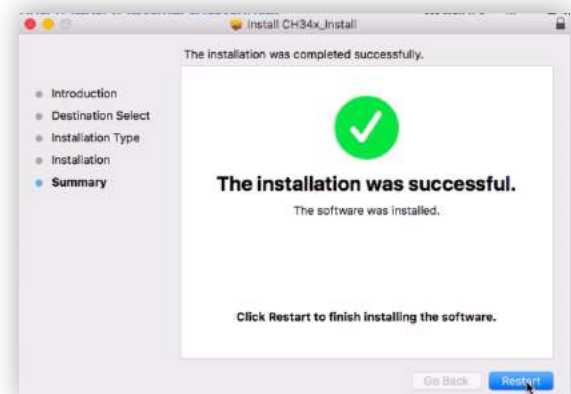 Install CH34x_Install
The installation was completed successfully.
Introduction
Destination Select
Installation Type
Installation
Summary
The installation was successful.
The software was installed.
Click Restart to finish installing the software.
Go Back
Restart